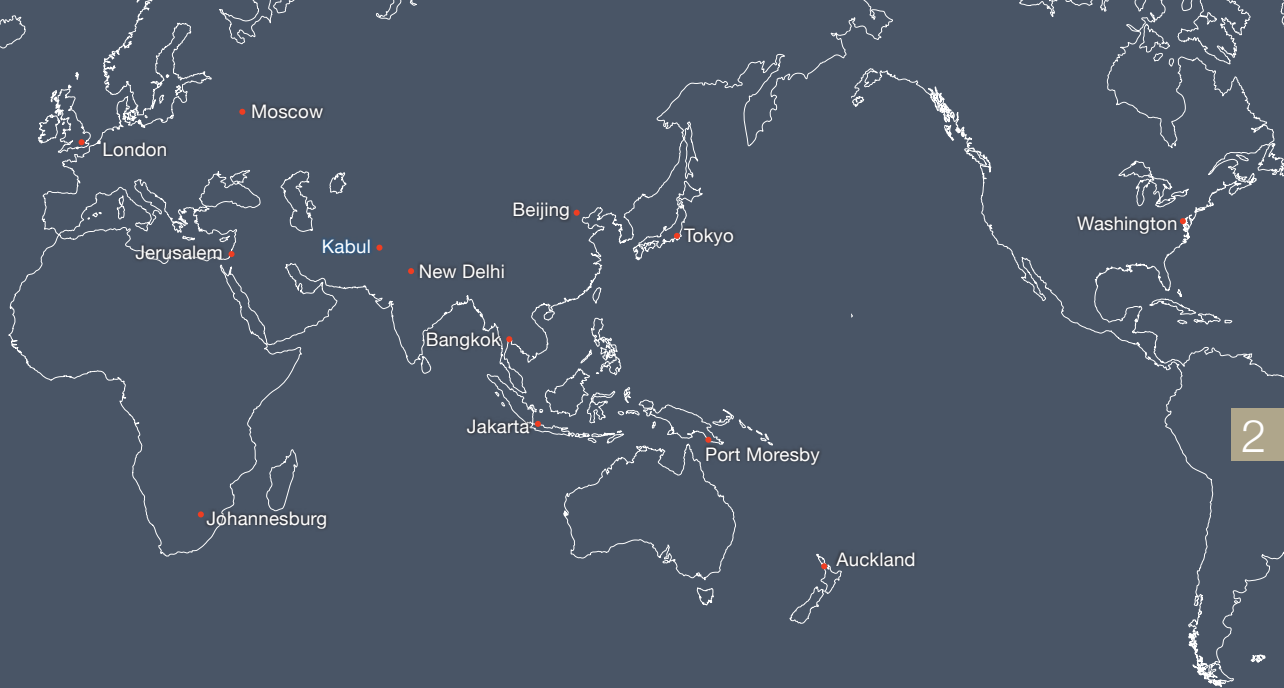 Moscow
London
Beijing
Washington
Tokyo
Kabul
Jerusalem
New Delhi
Bangkok
Jakarta
2
Port Moresby
Johannesburg
Auckland